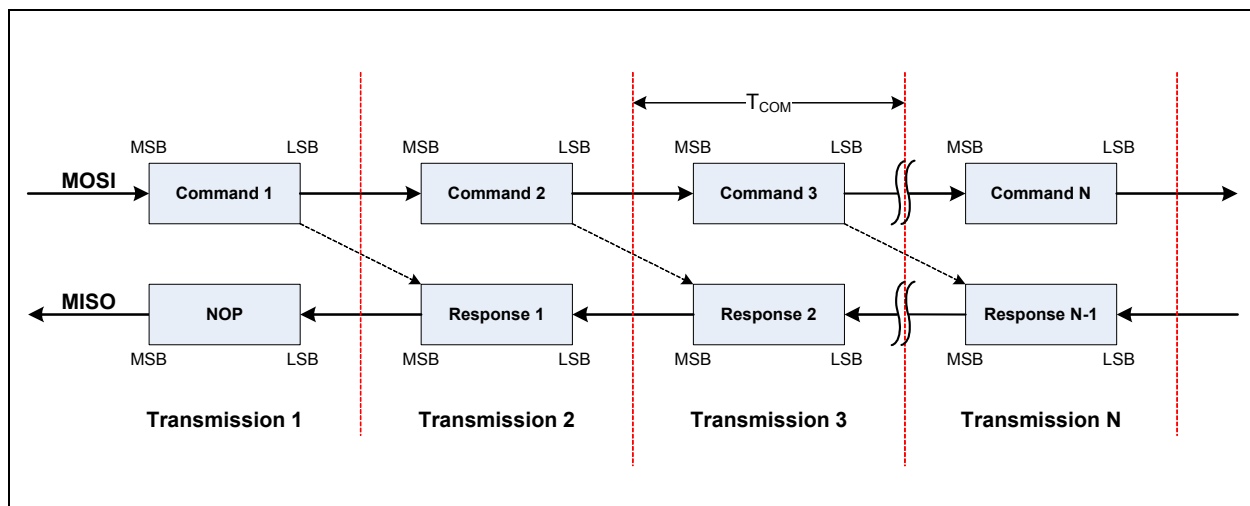 T_COM
MSB LSB MSB LSB MSB LSB MSB LSB
MOSI Command 1 Command 2 Command 3 Command N
MISO NOP Response 1 Response 2 Response N-1
MSB LSB MSB LSB MSB LSB MSB LSB
Transmission 1 Transmission 2 Transmission 3 Transmission N